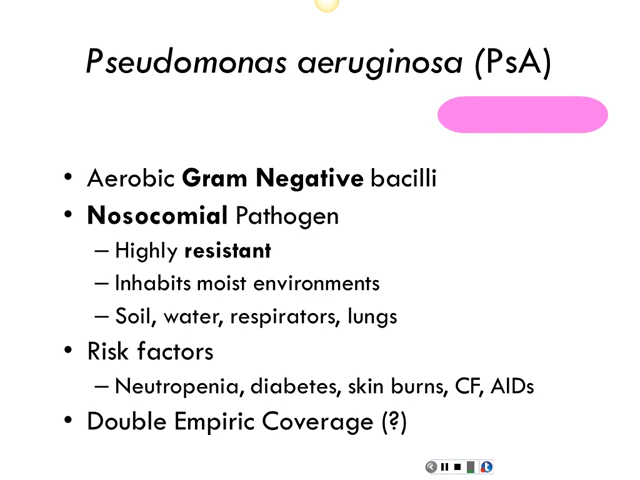 Pseudomonas aeruginosa (PsA)
• Aerobic Gram Negative bacilli
• Nosocomial Pathogen
– Highly resistant
– Inhabits moist environments
– Soil, water, respirators, lungs
• Risk factors
– Neutropenia, diabetes, skin burns, CF, AIDs
• Double Empiric Coverage (?)
t